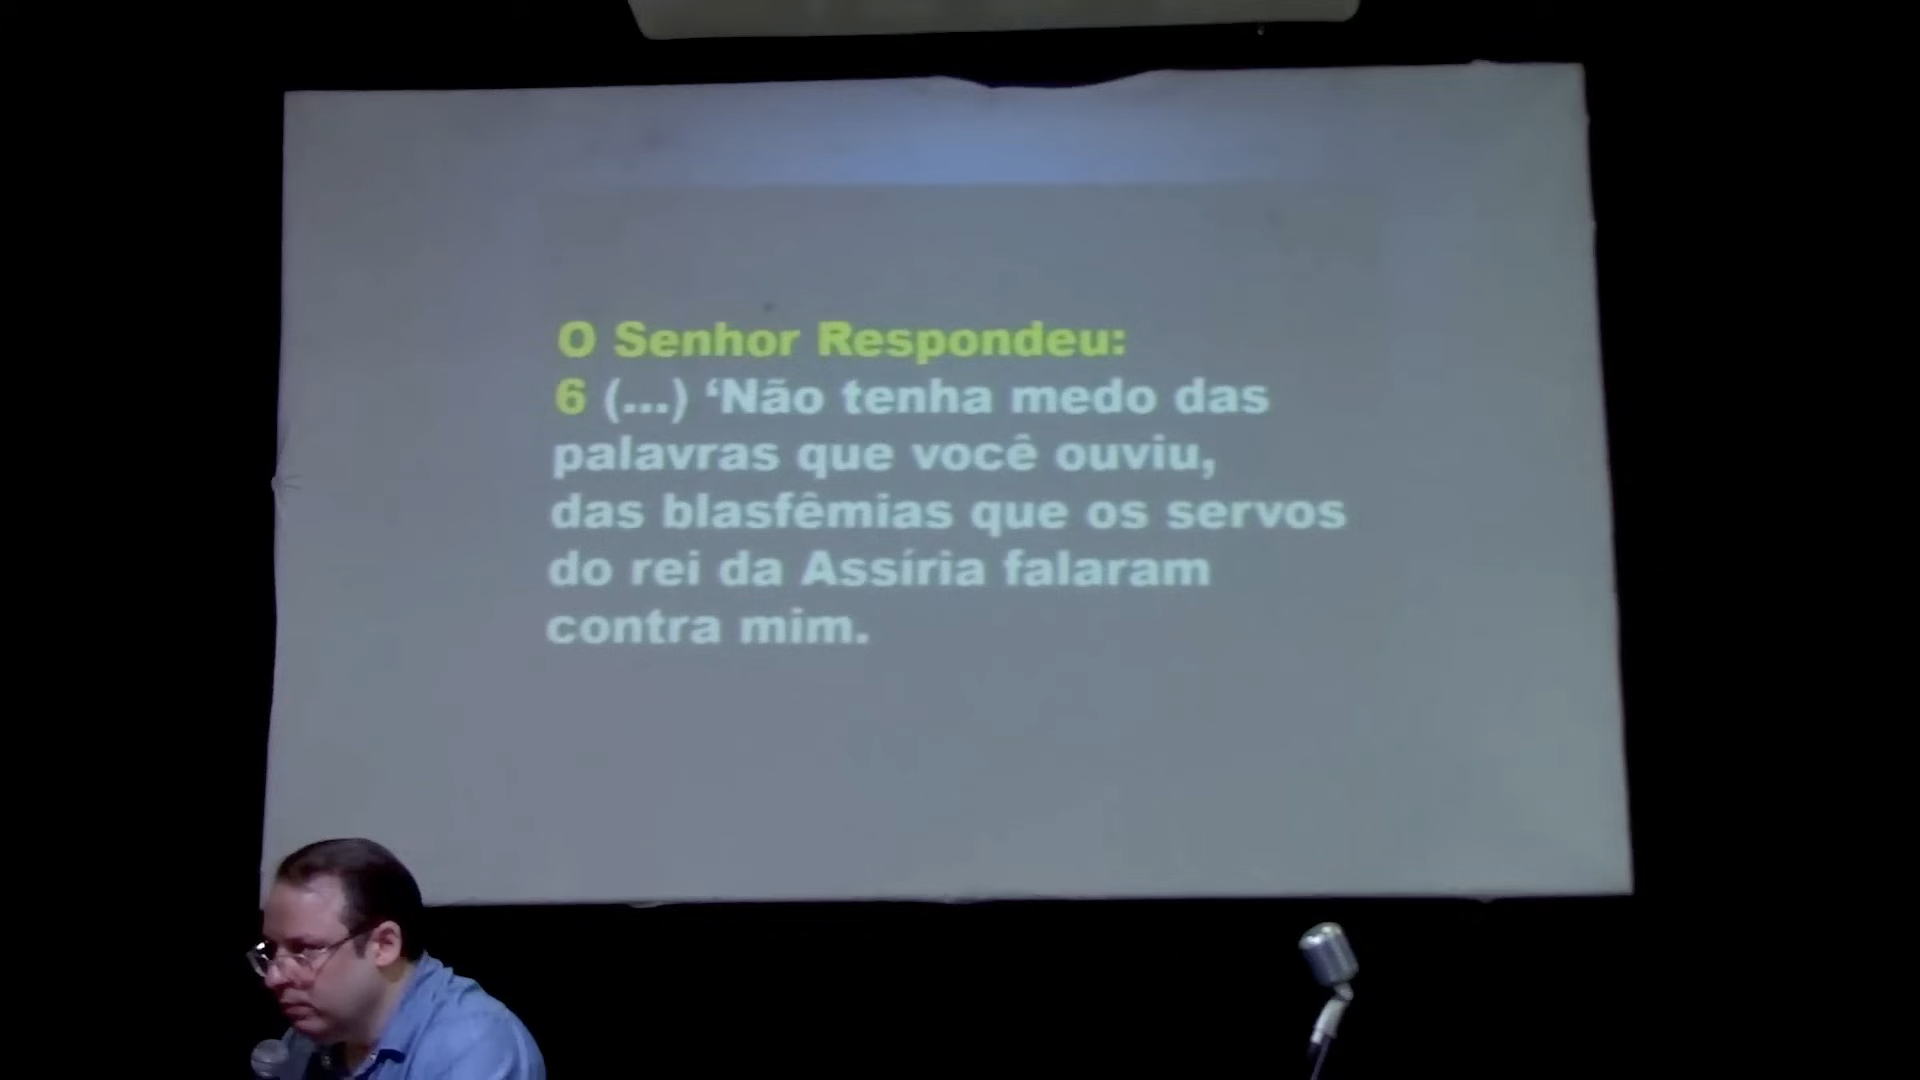 O Senhor Respondeu:
6 (...) ‘Não tenha medo das
palavras que você ouviu,
das blasfêmias que os servos
do rei da Assíria falaram
contra mim.